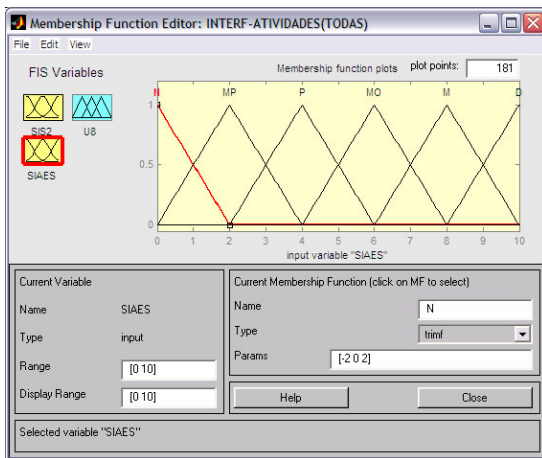 Membership Function Editor: INTERF-ATIVIDADES(TODAS)
File Edit View
FIS Variables
SIS2
U8
SIAES
Membership function plots plot points: 181
N MP P MO M D
1
0.5
0
0 1 2 3 4 5 6 7 8 9 10
input variable "SIAES"
Current Variable
Name SIAES
Type input
Range [0 10]
Display Range [0 10]
Current Membership Function (click on MF to select)
Name N
Type trimf
Params [-2 0 2]
Help Close
Selected variable "SIAES"